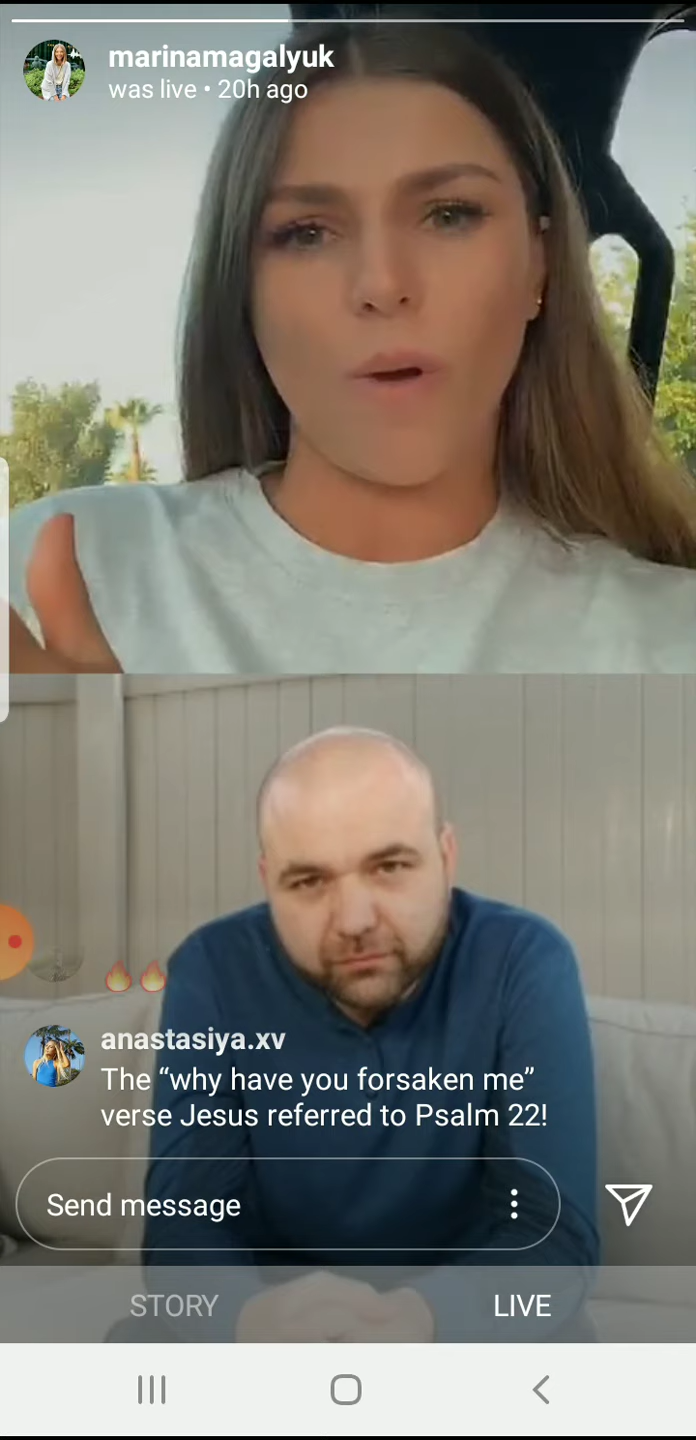 marinamagalyuk
was live • 20h ago
🔥🔥
anastasiya.xv
The “why have you forsaken me”
verse Jesus referred to Psalm 22!
Send message
STORY LIVE